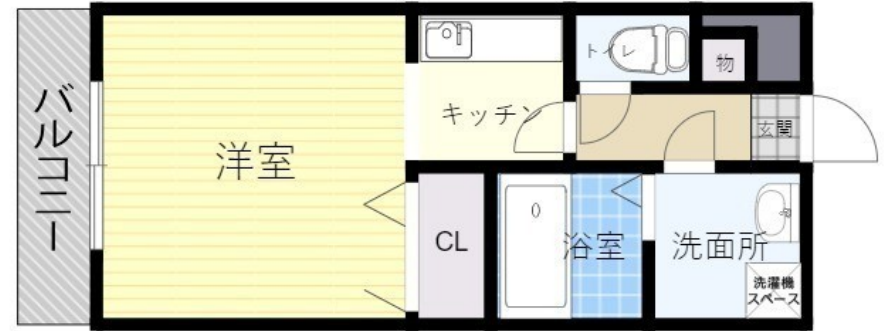 バルコニー
洋室
キッチン
トイレ
物
玄関
CL
浴室
洗面所
洗濯機
スペース